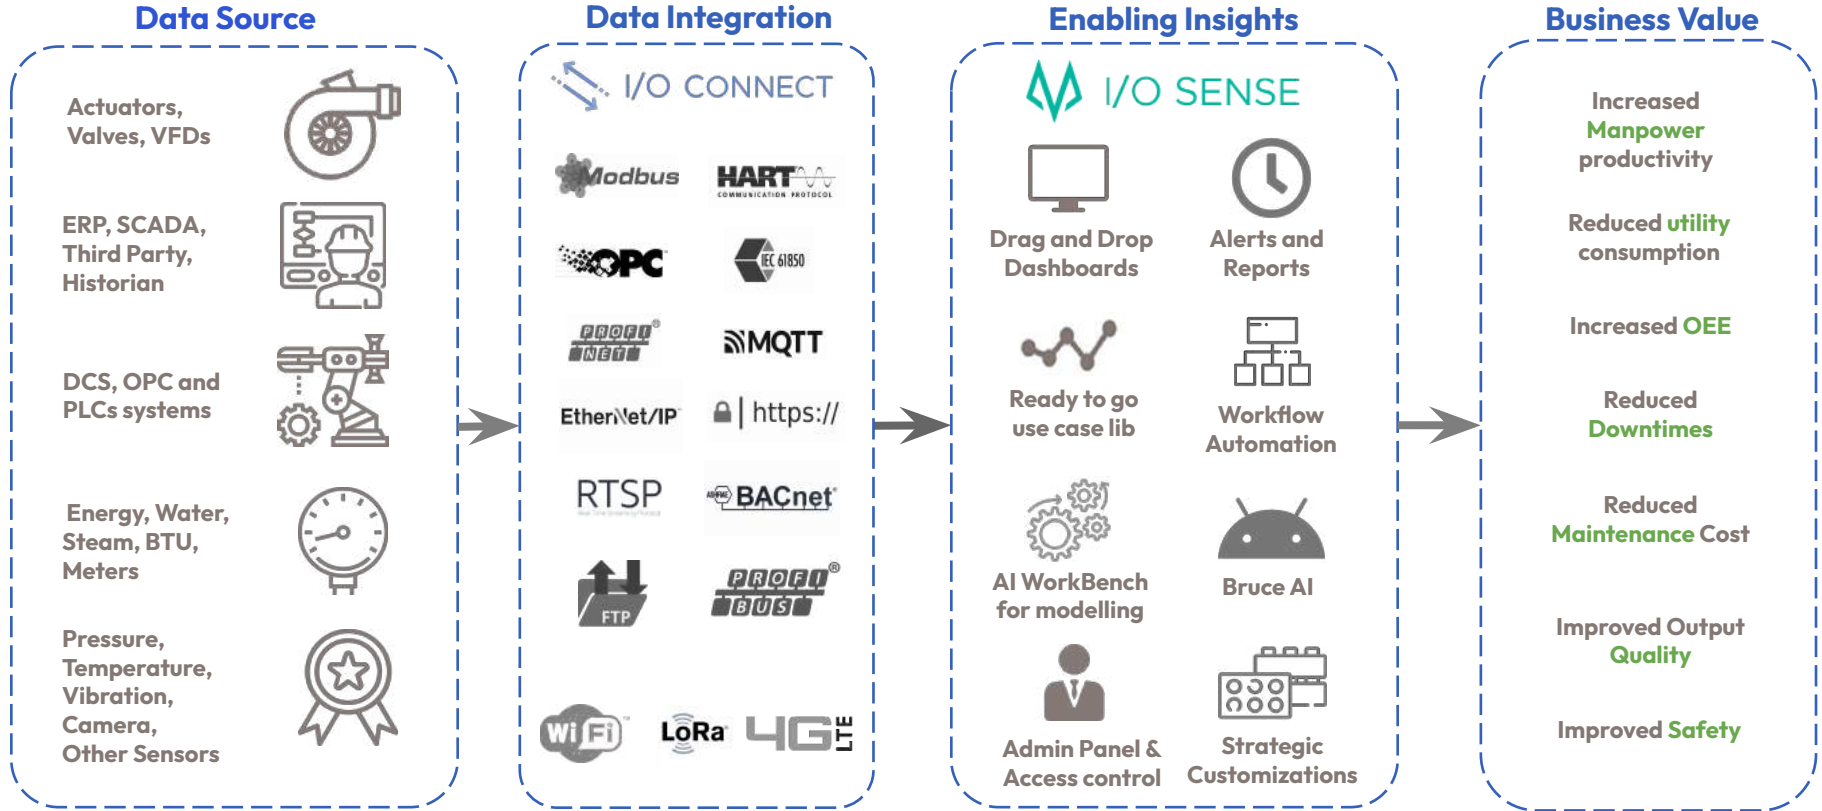 Data Source
Actuators,
Valves, VFDs
ERP, SCADA,
Third Party,
Historian
DCS, OPC and
PLCs systems
Energy, Water,
Steam, BTU,
Meters
Pressure,
Temperature,
Vibration,
Camera,
Other Sensors
Data Integration
I/O CONNECT
Modbus
HART
COMMUNICATION PROTOCOL
OPC
IEC 61850
PROFI®
NET
MQTT
EtherNet/IP
https://
RTSP
ASHRAE BACnet
FTP
PROFI®
BUS
WiFi
LoRa
4G LTE
Enabling Insights
I/O SENSE
Drag and Drop
Dashboards
Alerts and
Reports
Ready to go
use case lib
Workflow
Automation
AI WorkBench
for modelling
Bruce AI
Admin Panel &
Access control
Strategic
Customizations
Business Value
Increased
Manpower
productivity
Reduced utility
consumption
Increased OEE
Reduced
Downtimes
Reduced
Maintenance Cost
Improved Output
Quality
Improved Safety